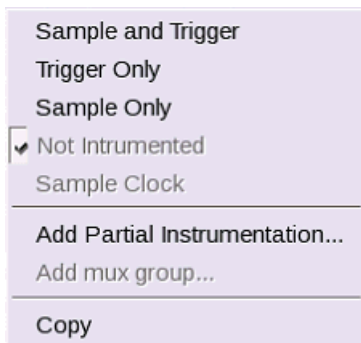 Sample and Trigger
Trigger Only
Sample Only
Not Intrumented
Sample Clock
Add Partial Instrumentation...
Add mux group...
Copy